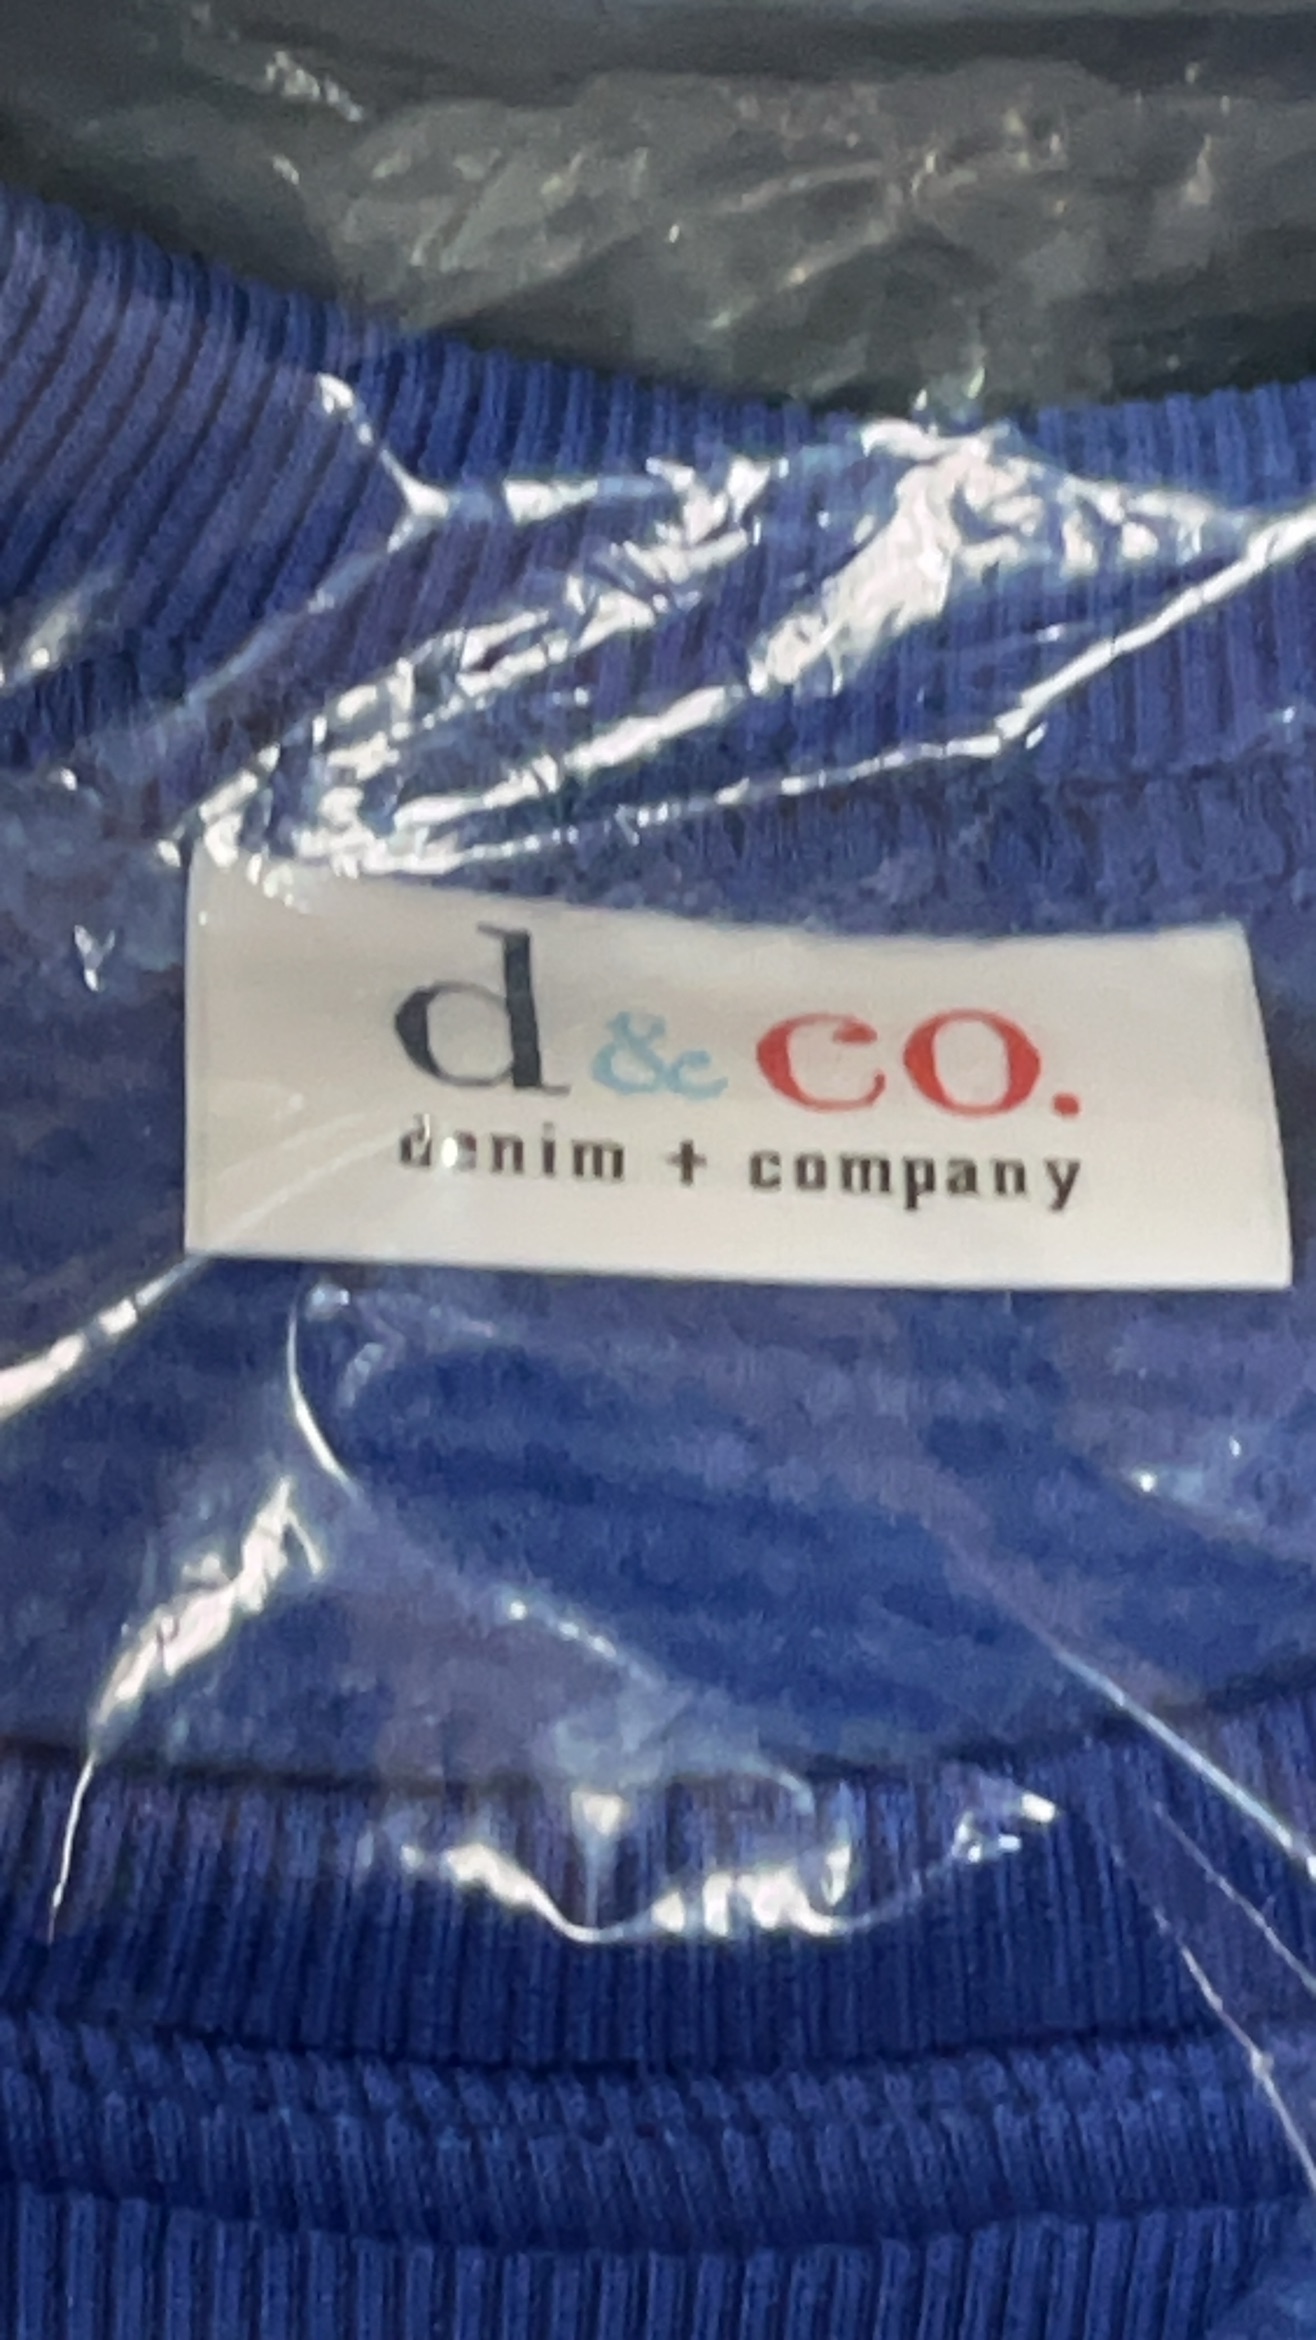 d & co.
denim + company